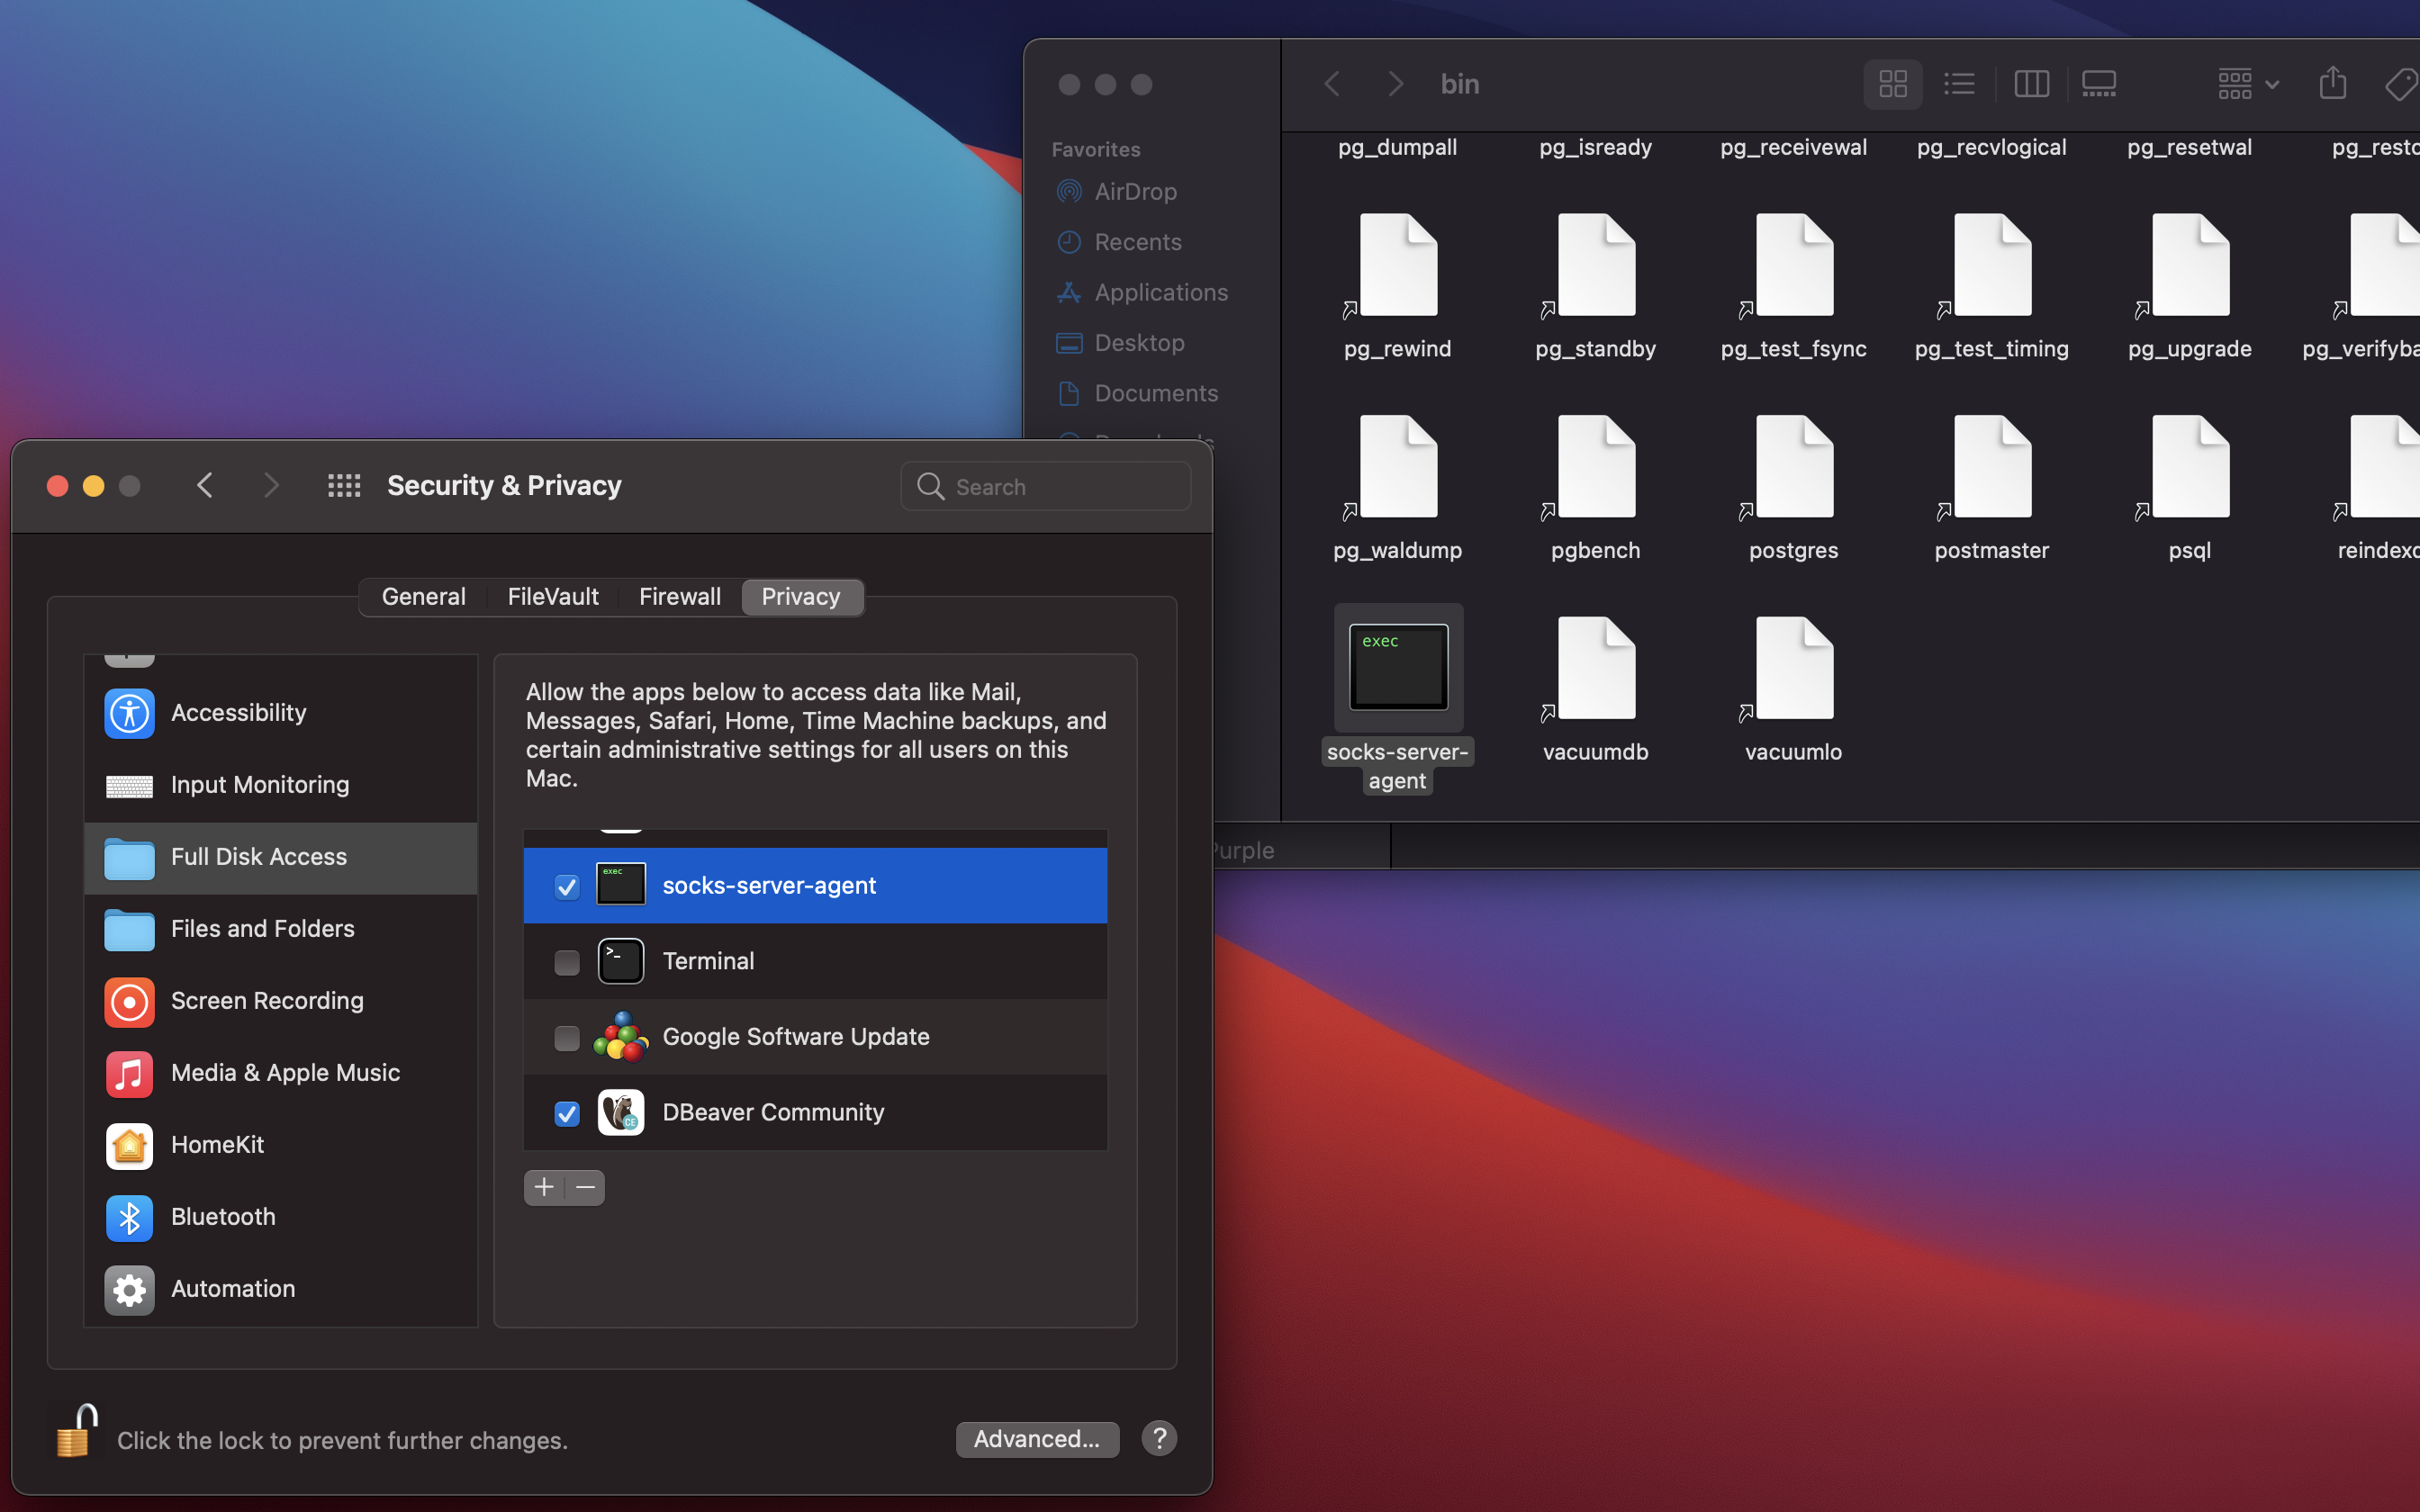 bin
Favorites
AirDrop
Recents
Applications
Desktop
Documents
pg_dumpall
pg_isready
pg_receivewal
pg_recvlogical
pg_resetwal
pg_rewind
pg_standby
pg_test_fsync
pg_test_timing
pg_upgrade
pg_waldump
pgbench
postgres
postmaster
psql
exec
socks-server-
agent
vacuumdb
vacuumlo
Security & Privacy
Search
General
FileVault
Firewall
Privacy
Accessibility
Input Monitoring
Full Disk Access
Files and Folders
Screen Recording
Media & Apple Music
HomeKit
Bluetooth
Automation
Allow the apps below to access data like Mail,
Messages, Safari, Home, Time Machine backups, and
certain administrative settings for all users on this
Mac.
exec
socks-server-agent
>_
Terminal
Google Software Update
CE
DBeaver Community
+ −
Click the lock to prevent further changes.
Advanced...
?